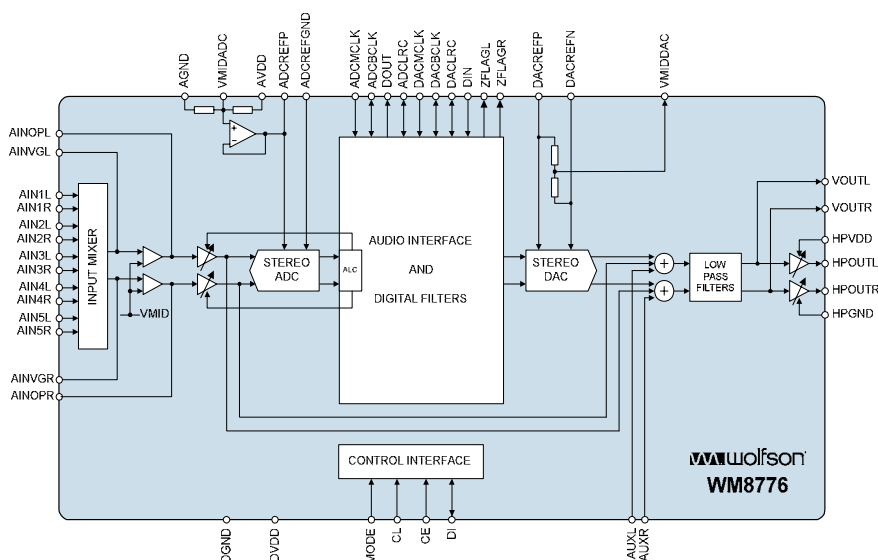 AGND
VMIDADC
AVDD
ADCREFP
ADCREFGND
ADCMCLK
ADCBCLK
DOUT
ADCLRC
DACMCLK
DACBCLK
DACLRC
DIN
ZFLAGL
ZFLAGR
DACREFP
DACREFN
VMIDDAC
AINOPL
AINVGL
AIN1L
AIN1R
AIN2L
AIN2R
AIN3L
AIN3R
AIN4L
AIN4R
AIN5L
AIN5R
AINVGR
AINOPR
INPUT MIXER
VMID
+
−
STEREO
ADC
ALC
AUDIO INTERFACE
AND
DIGITAL FILTERS
STEREO
DAC
+
+
LOW
PASS
FILTERS
VOUTL
VOUTR
HPVDD
HPOUTL
HPOUTR
HPGND
CONTROL INTERFACE
wolfson
WM8776
DGND
DVDD
MODE
CL
CE
DI
AUXL
AUXR